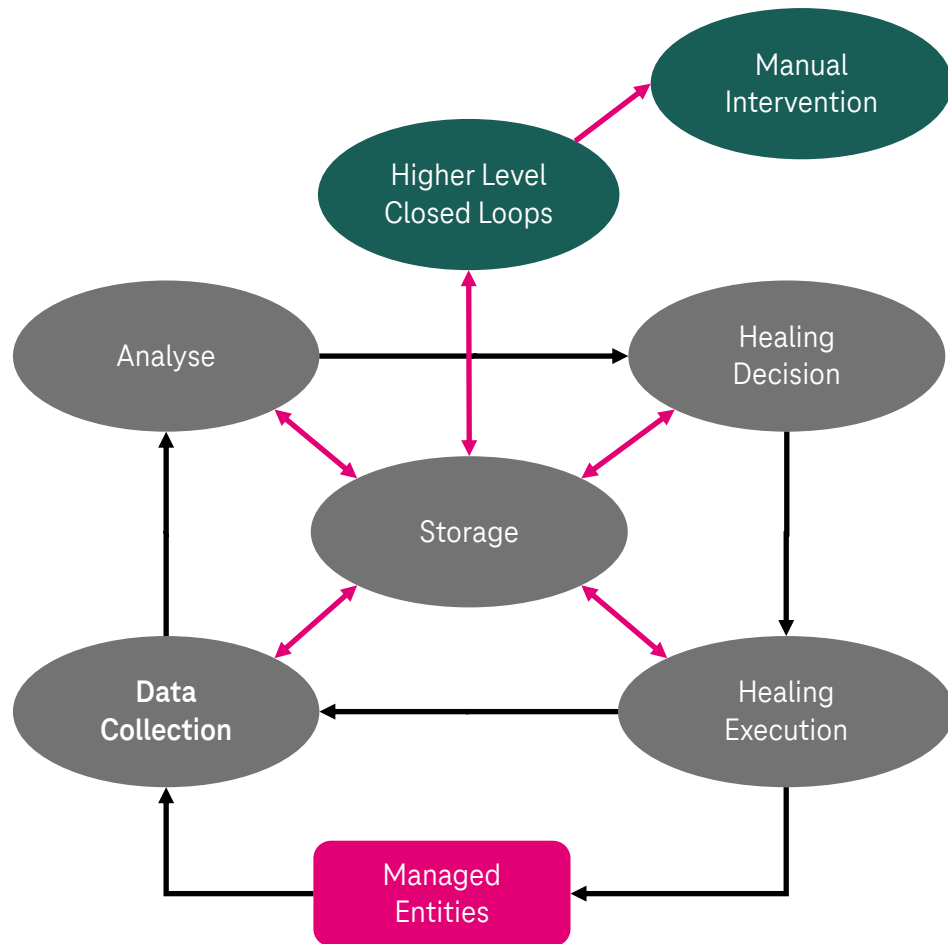 Manual
Intervention
Higher Level
Closed Loops
Analyse
Healing
Decision
Storage
Data
Collection
Healing
Execution
Managed
Entities